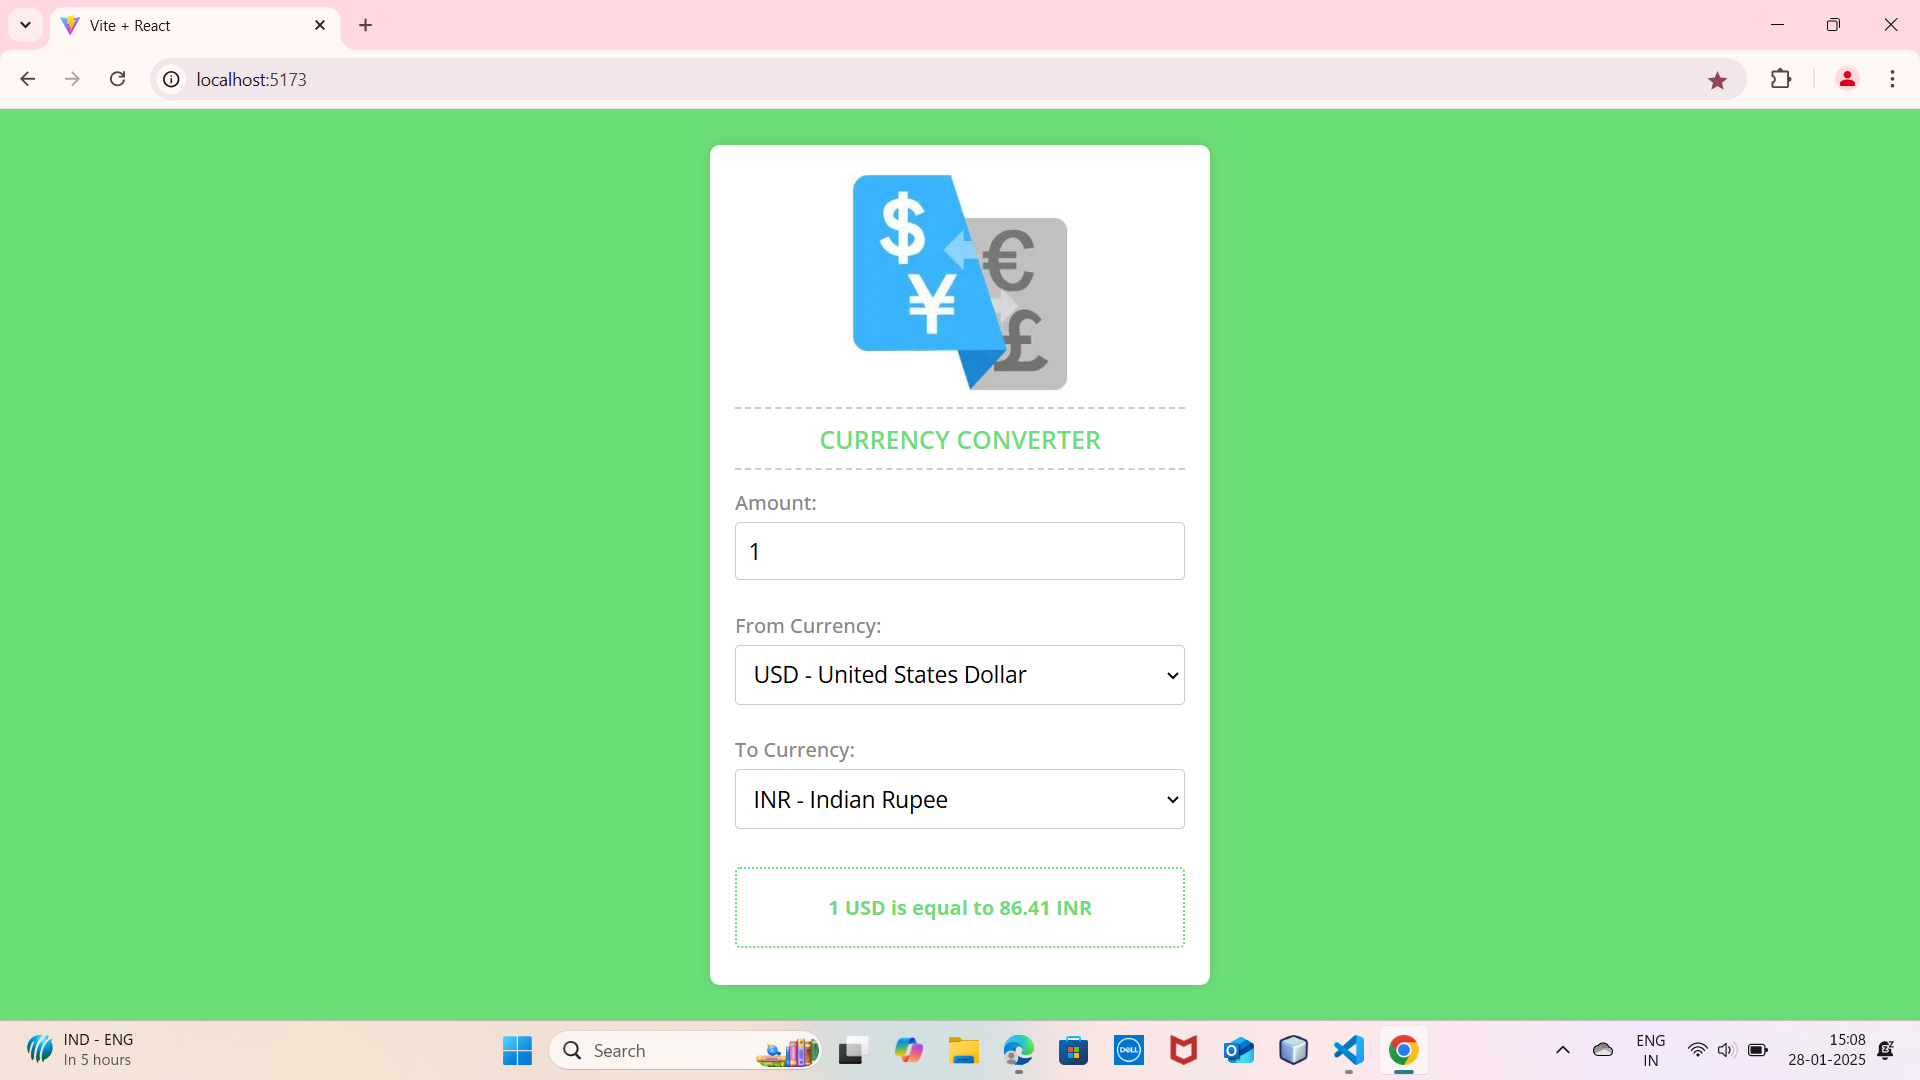 Vite + React
localhost:5173
$
¥
€
£
CURRENCY CONVERTER
Amount:
1
From Currency:
USD - United States Dollar
To Currency:
INR - Indian Rupee
1 USD is equal to 86.41 INR
IND - ENG
In 5 hours
Search
DELL
ENG
IN
15:08
28-01-2025